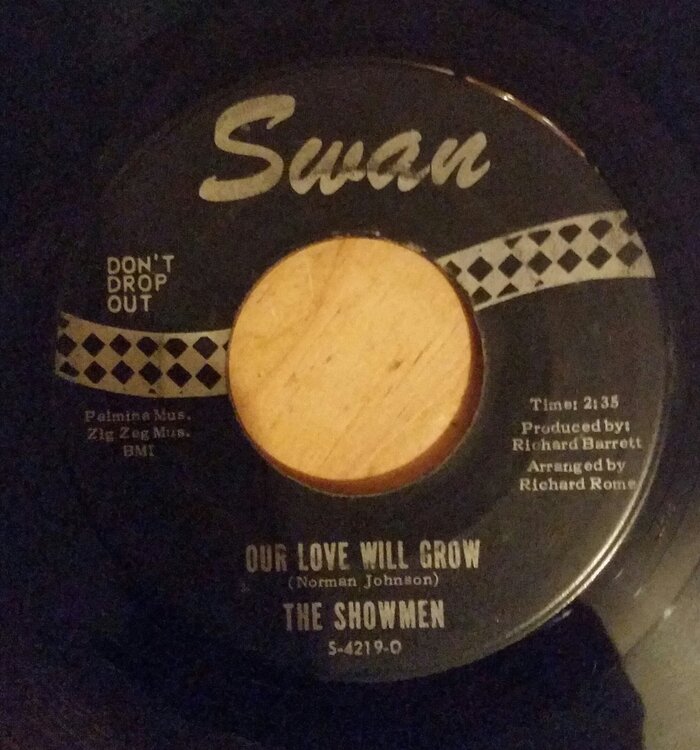 Swan
DON'T
DROP
OUT
Palmina Mus.
Zig Zag Mus.
BMI
Time: 2:35
Produced by:
Richard Barrett
Arranged by
Richard Rome
OUR LOVE WILL GROW
(Norman Johnson)
THE SHOWMEN
S-4219-O